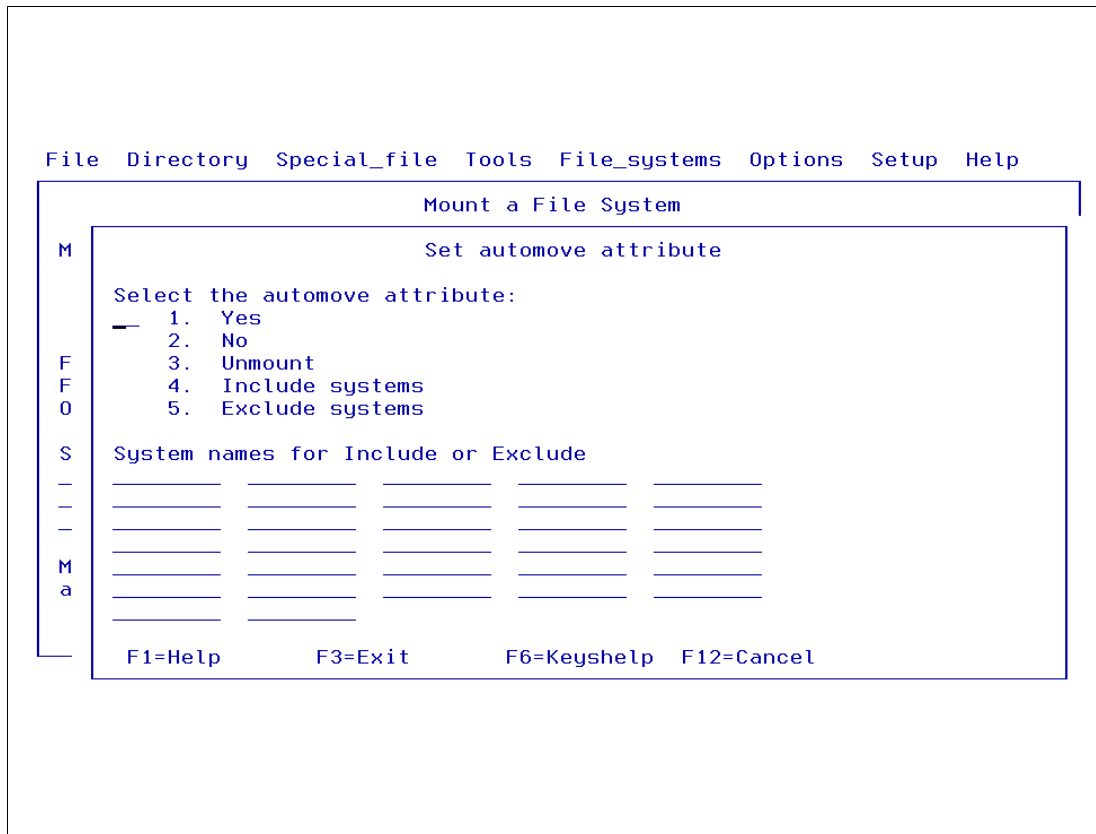 File Directory Special_file Tools File_systems Options Setup Help
Mount a File System
M Set automove attribute
Select the automove attribute:
__ 1. Yes
2. No
F 3. Unmount
F 4. Include systems
O 5. Exclude systems
S System names for Include or Exclude
M
a
F1=Help F3=Exit F6=Keyshelp F12=Cancel